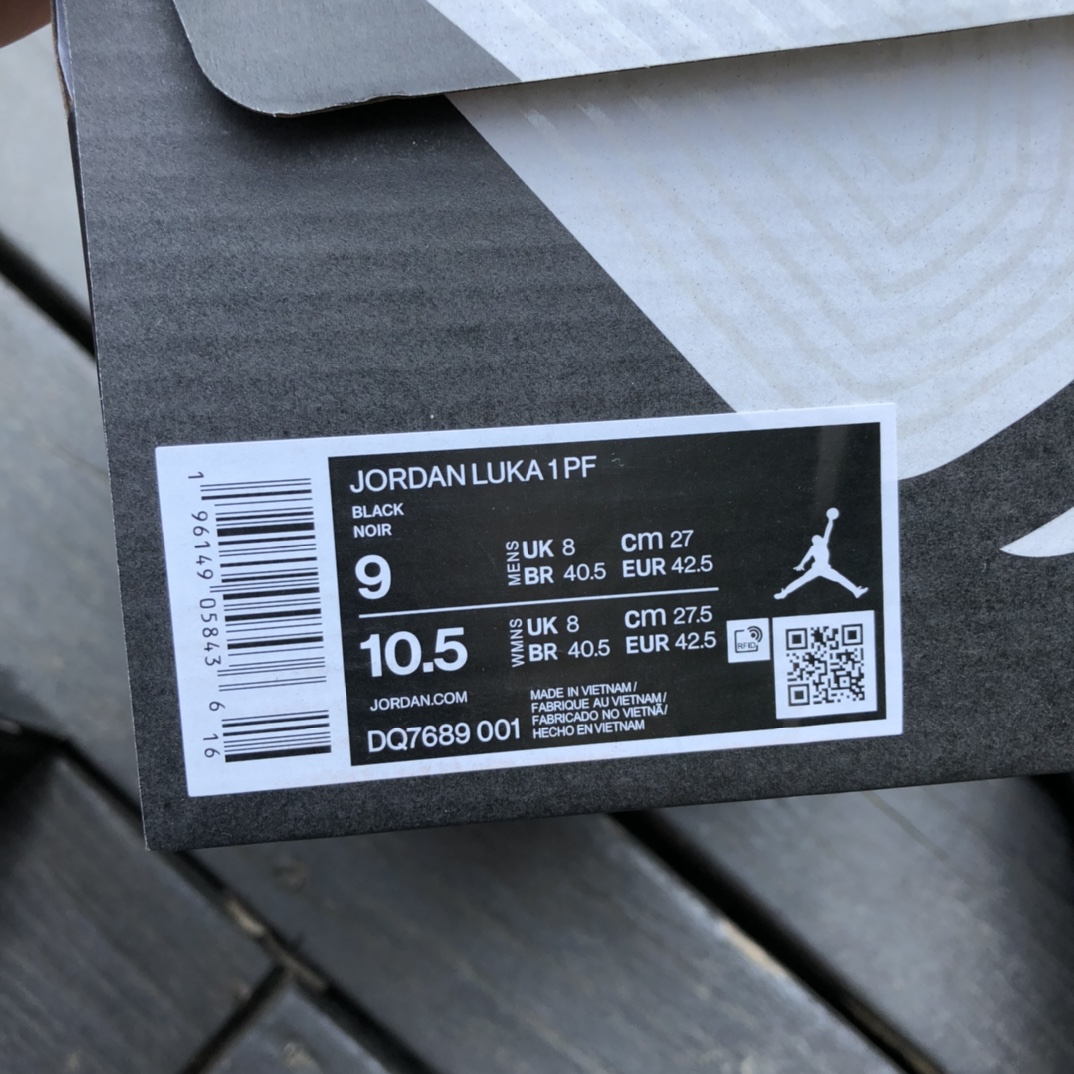 JORDAN LUKA 1 PF
BLACK
NOIR
9
MENS
UK 8
cm 27
BR 40.5
EUR 42.5
10.5
WMNS
UK 8
cm 27.5
BR 40.5
EUR 42.5
RFID
JORDAN.COM
DQ7689 001
MADE IN VIETNAM /
FABRIQUE AU VIETNAM /
FABRICADO NO VIETNÃ /
HECHO EN VIETNAM
1 96149 05843 6 16